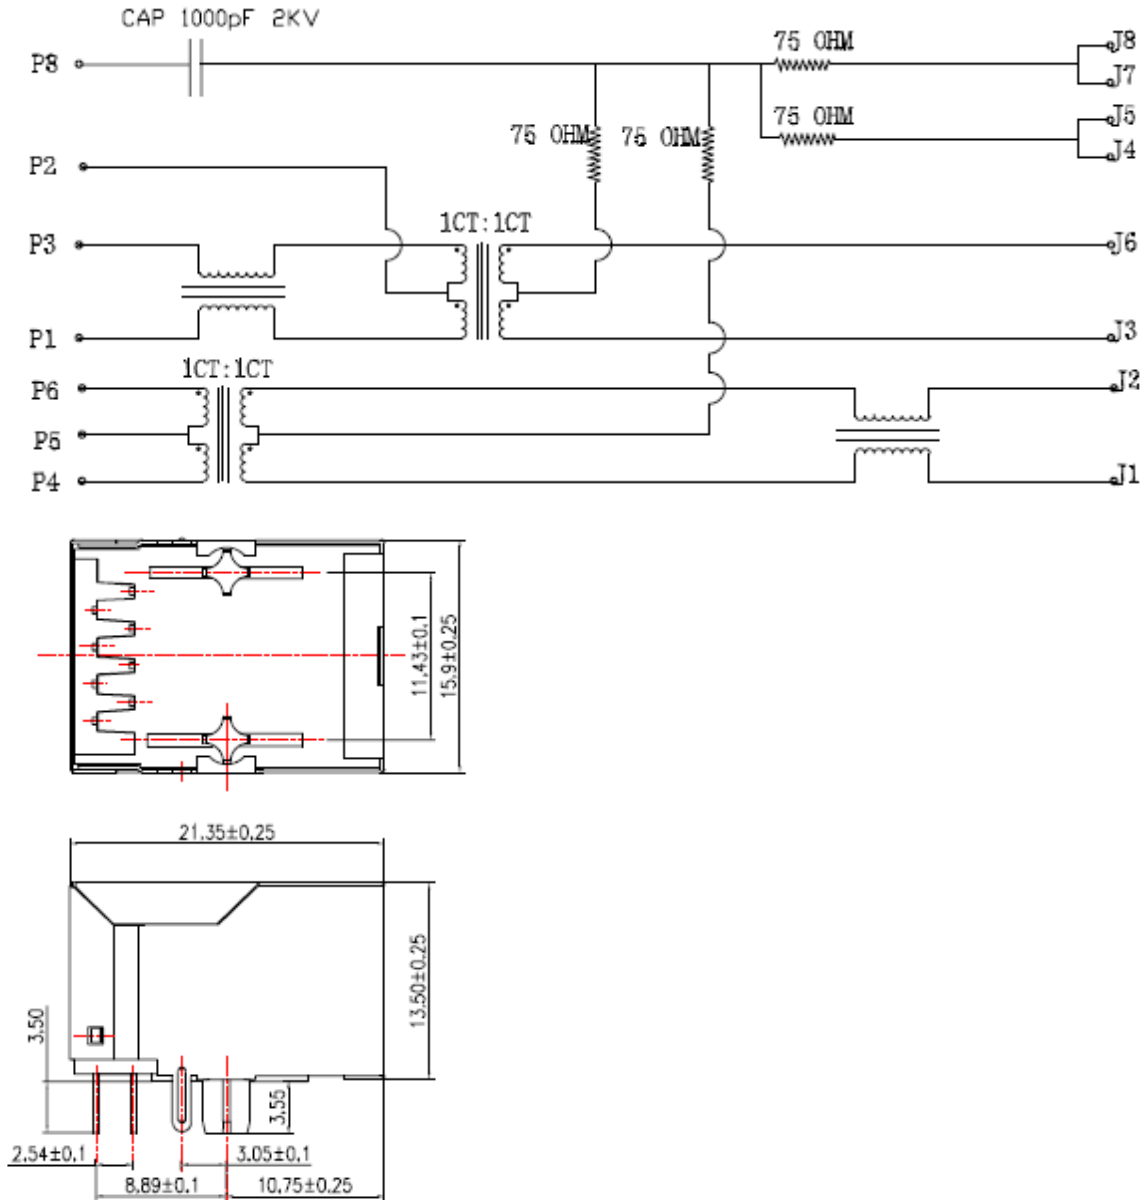 CAP 1000pF 2KV
P8
75 OHM
J8
J7
75 OHM
J5
J4
75 OHM
75 OHM
P2
1CT:1CT
P3
J6
P1
J3
1CT:1CT
P6
J2
P5
P4
J1
11.43±0.1
15.9±0.25
21.35±0.25
13.50±0.25
3.50
3.55
2.54±0.1
3.05±0.1
8.89±0.1
10.75±0.25